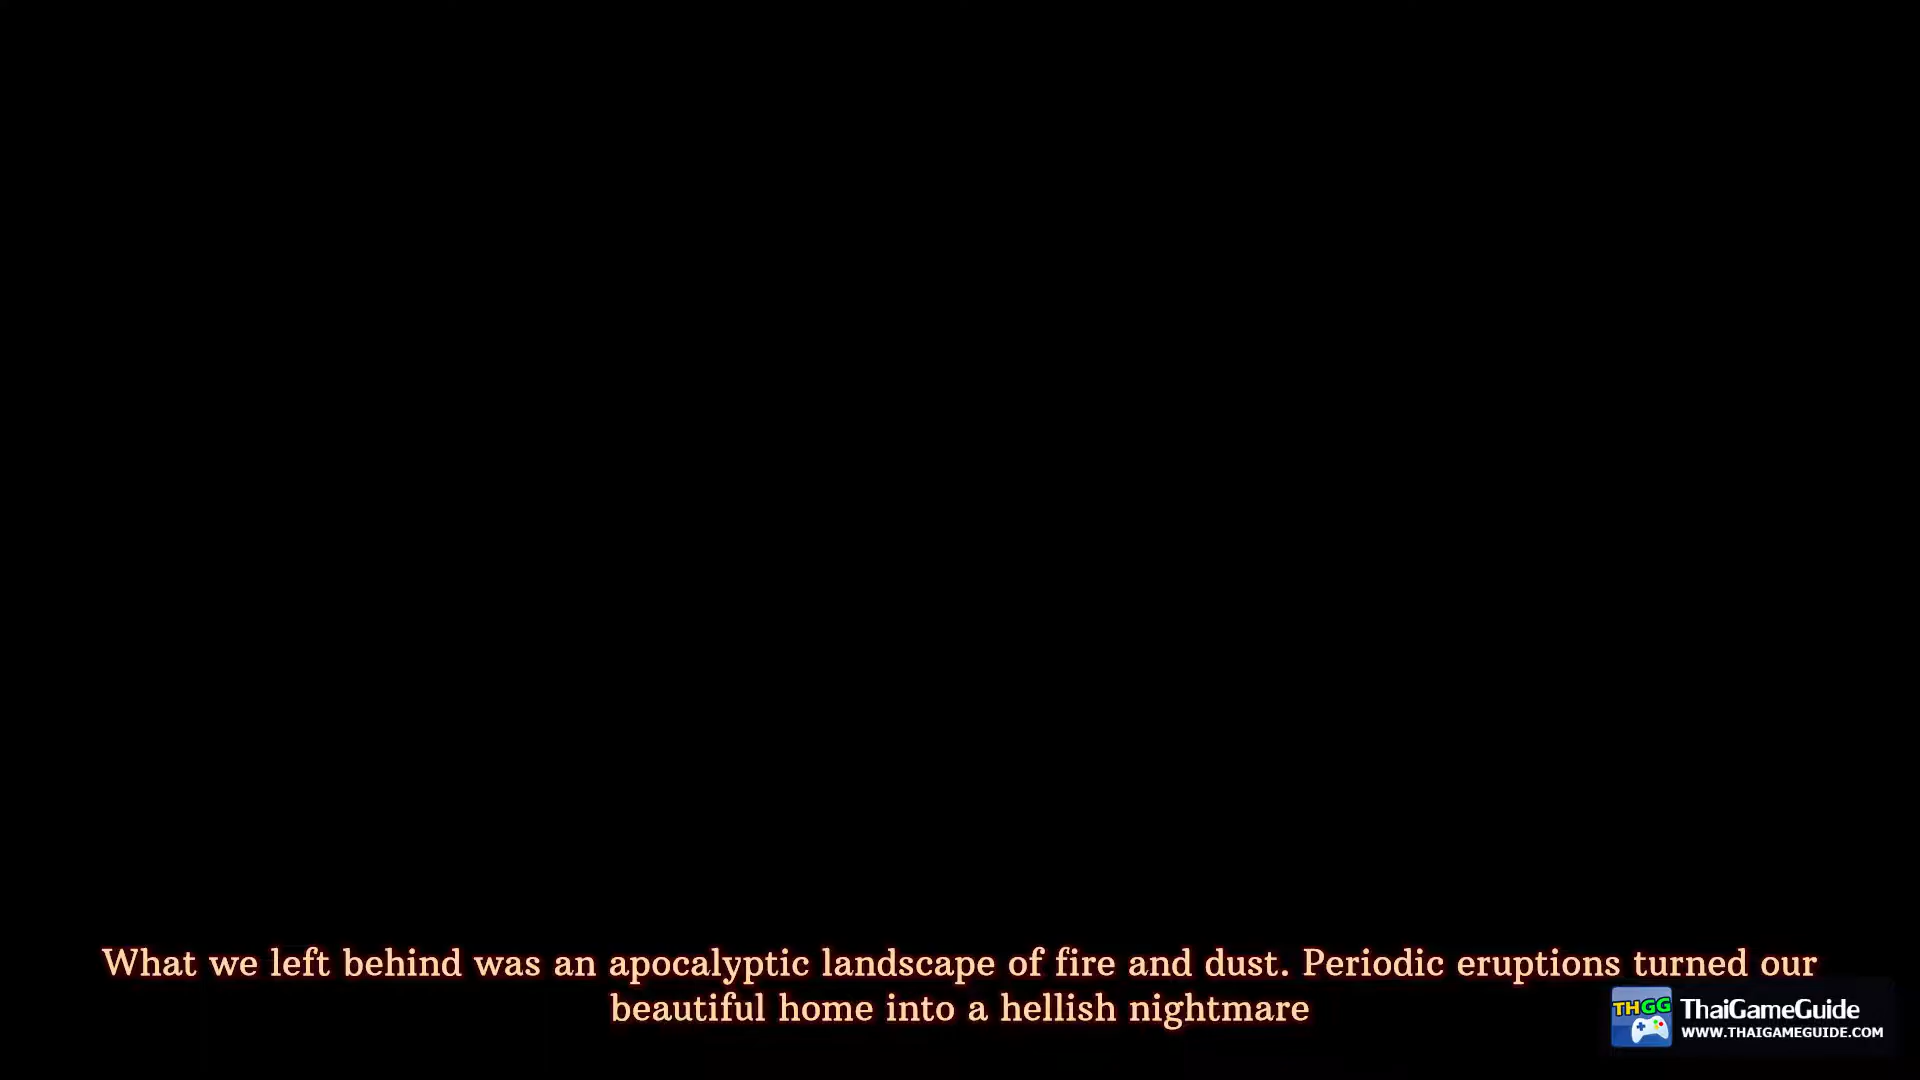 What we left behind was an apocalyptic landscape of fire and dust. Periodic eruptions turned our
beautiful home into a hellish nightmare
THGG ThaiGameGuide
WWW.THAIGAMEGUIDE.COM